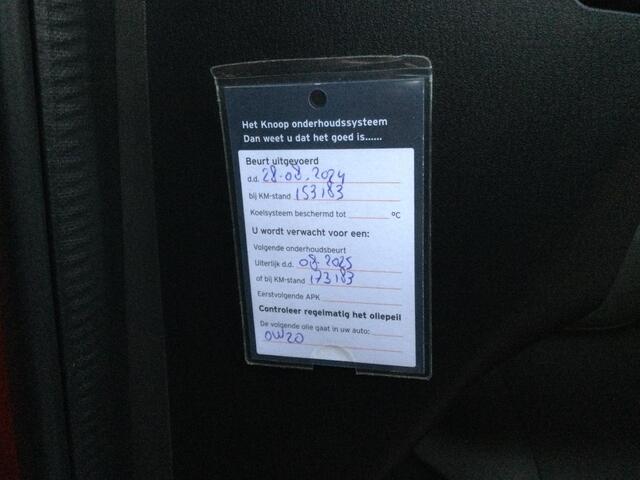 Het Knoop onderhoudssysteem
Dan weet u dat het goed is......
Beurt uitgevoerd
d.d. 28-08-2024
bij KM-stand 153183
Koelsysteem beschermd tot °C
U wordt verwacht voor een:
Volgende onderhoudsbeurt
Uiterlijk d.d. 08-2025
of bij KM-stand 173183
Eerstvolgende APK
Controleer regelmatig het oliepeil
De volgende olie gaat in uw auto:
0W20